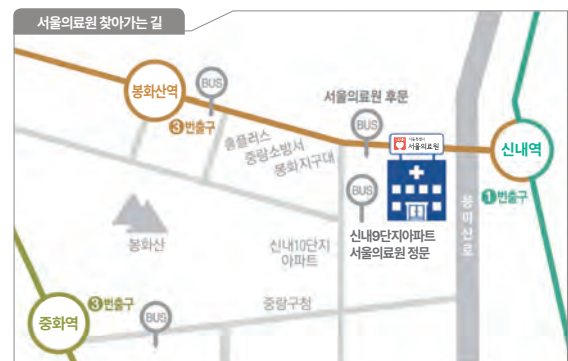 서울의료원 찾아가는 길
봉화산역
BUS
❸번출구
홈플러스
중랑소방서
봉화지구대
서울의료원 후문
BUS
서울의료원
신내역
❶번출구
BUS
신내9단지아파트
서울의료원 정문
봉화산로
봉화산
신내10단지
아파트
중랑구청
중화역
❸번출구
BUS